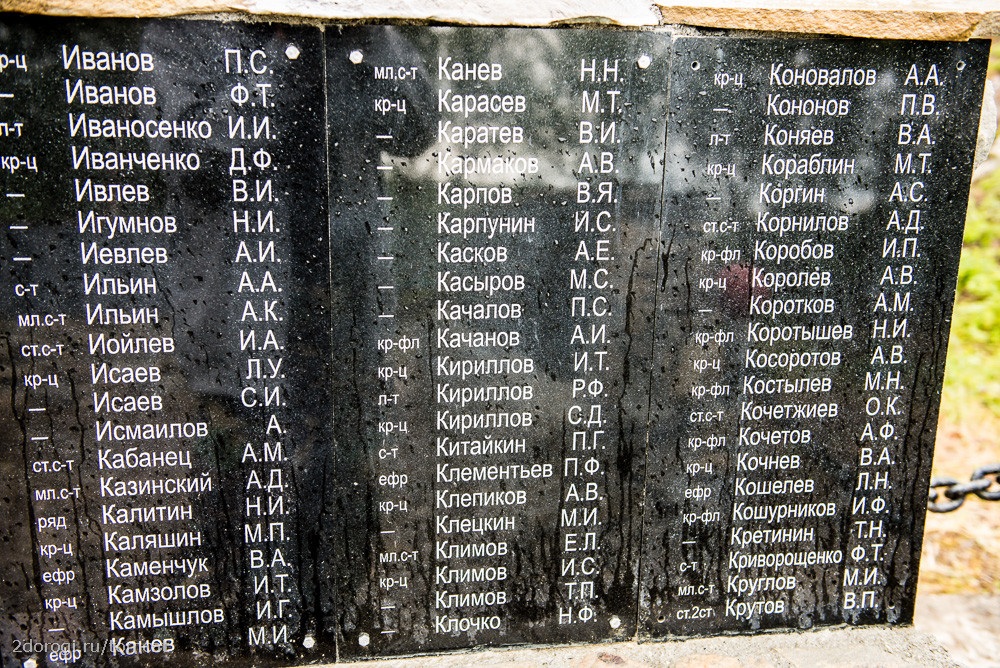 кр-ц Иванов П.С.
– Иванов Ф.Т.
л-т Иваносенко И.И.
кр-ц Иванченко Д.Ф.
– Ивлев В.И.
– Игумнов Н.И.
– Иевлев А.И.
с-т Ильин А.А.
мл.с-т Ильин А.К.
ст.с-т Иойлев И.А.
кр-ц Исаев Л.У.
– Исаев С.И.
– Исмаилов А.
ст.с-т Кабанец А.М.
мл.с-т Казинский А.Д.
ряд Калитин Н.И.
кр-ц Каляшин М.П.
ефр Каменчук В.А.
кр-ц Камзолов И.Т.
– Камышлов И.Г.
ефр Канев М.И.
мл.с-т Канев Н.Н.
кр-ц Карасев М.Т.
– Каратев В.И.
– Кармаков А.В.
– Карпов В.Я.
– Карпунин И.С.
– Касков А.Е.
– Касыров М.С.
– Качалов П.С.
кр-фл Качанов А.И.
кр-ц Кириллов И.Т.
л-т Кириллов Р.Ф.
кр-ц Кириллов С.Д.
с-т Китайкин П.Г.
ефр Клементьев П.Ф.
кр-ц Клепиков А.В.
– Клецкин М.И.
мл.с-т Климов Е.Л.
кр-ц Климов И.С.
– Климов Т.П.
– Клочко Н.Ф.
кр-ц Коновалов А.А.
– Кононов П.В.
л-т Коняев В.А.
кр-ц Кораблин М.Т.
– Коргин А.С.
ст.с-т Корнилов А.Д.
кр-фл Коробов И.П.
кр-ц Королёв А.В.
– Коротков А.М.
кр-фл Коротышев Н.И.
кр-ц Косоротов А.В.
кр-фл Костылев М.Н.
ст.с-т Кочетжиев О.К.
кр-фл Кочетов А.Ф.
кр-ц Кочнев В.А.
ефр Кошелев Л.Н.
кр-фл Кошурников И.Ф.
– Кретинин Т.Н.
с-т Криворощенко Ф.Т.
мл.с-т Круглов М.И.
ст.2ст Крутов В.П.